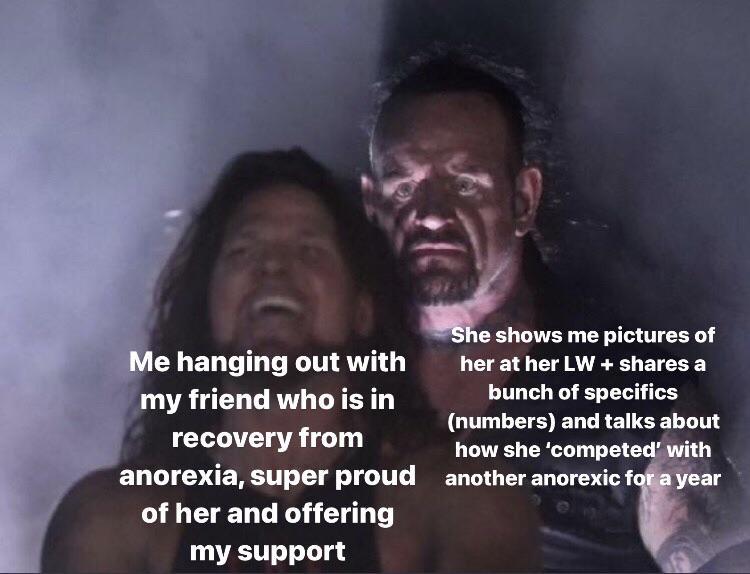 Me hanging out with
my friend who is in
recovery from
anorexia, super proud
of her and offering
my support
She shows me pictures of
her at her LW + shares a
bunch of specifics
(numbers) and talks about
how she ‘competed’ with
another anorexic for a year